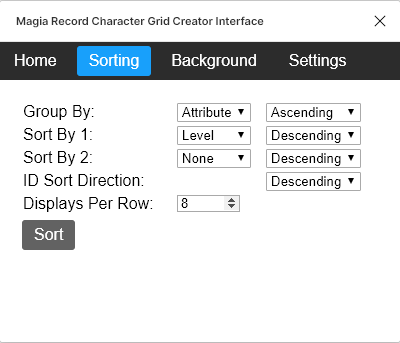 Magia Record Character Grid Creator Interface
Home Sorting Background Settings
Group By: Attribute Ascending
Sort By 1: Level Descending
Sort By 2: None Descending
ID Sort Direction: Descending
Displays Per Row: 8
Sort